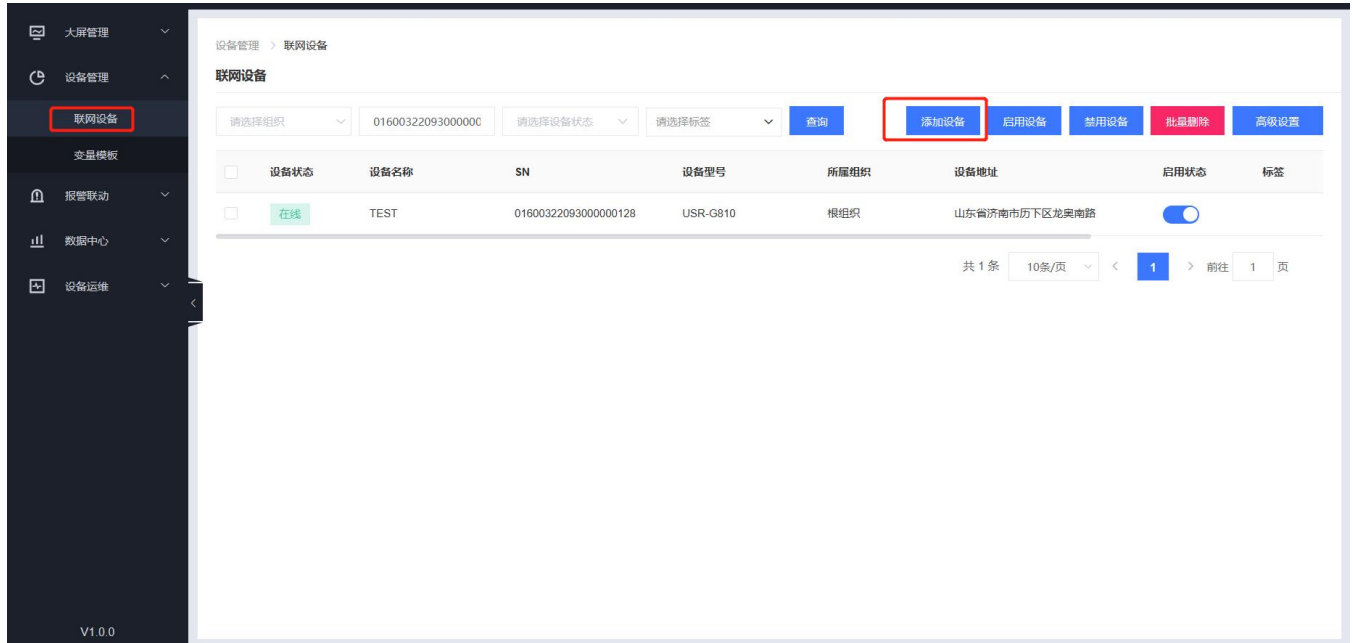 大屏管理
设备管理
联网设备
变量模板
报警联动
数据中心
设备运维
V1.0.0
设备管理 > 联网设备
联网设备
请选择组织 01600322093000000 请选择设备状态 请选择标签 查询 添加设备 启用设备 禁用设备 批量删除 高级设置
设备状态 设备名称 SN 设备型号 所属组织 设备地址 启用状态 标签
在线 TEST 01600322093000000128 USR-G810 根组织 山东省济南市历下区龙奥南路
共 1 条 10条/页 < 1 > 前往 1 页